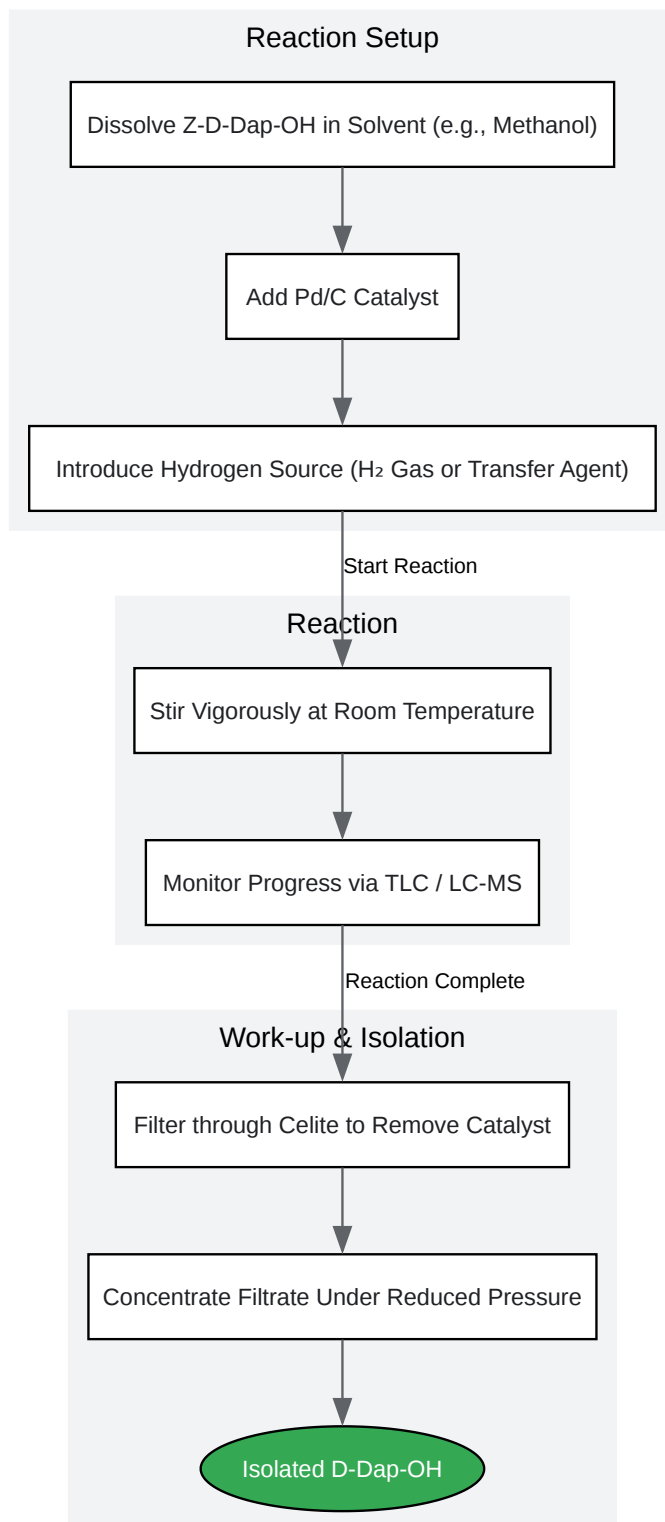 Reaction Setup
Dissolve Z-D-Dap-OH in Solvent (e.g., Methanol)
Add Pd/C Catalyst
Introduce Hydrogen Source (H₂ Gas or Transfer Agent)
Start Reaction
Reaction
Stir Vigorously at Room Temperature
Monitor Progress via TLC / LC-MS
Reaction Complete
Work-up & Isolation
Filter through Celite to Remove Catalyst
Concentrate Filtrate Under Reduced Pressure
Isolated D-Dap-OH